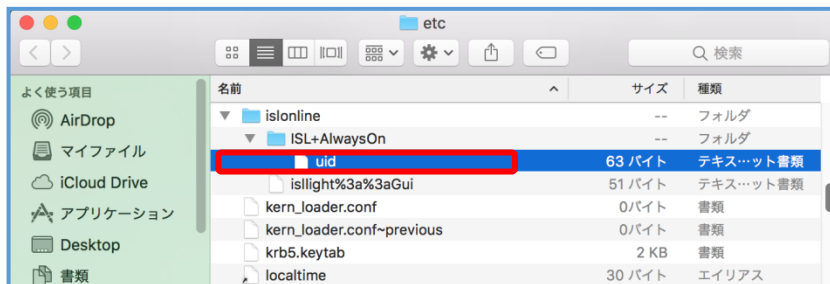 etc
検索
よく使う項目
AirDrop
マイファイル
iCloud Drive
アプリケーション
Desktop
書類
名前 サイズ 種類
islonline -- フォルダ
ISL+AlwaysOn -- フォルダ
uid 63 バイト テキス…ット書類
isllight%3a%3aGui 51 バイト テキス…ット書類
kern_loader.conf 0バイト 書類
kern_loader.conf~previous 0バイト 書類
krb5.keytab 2 KB 書類
localtime 30 バイト エイリアス